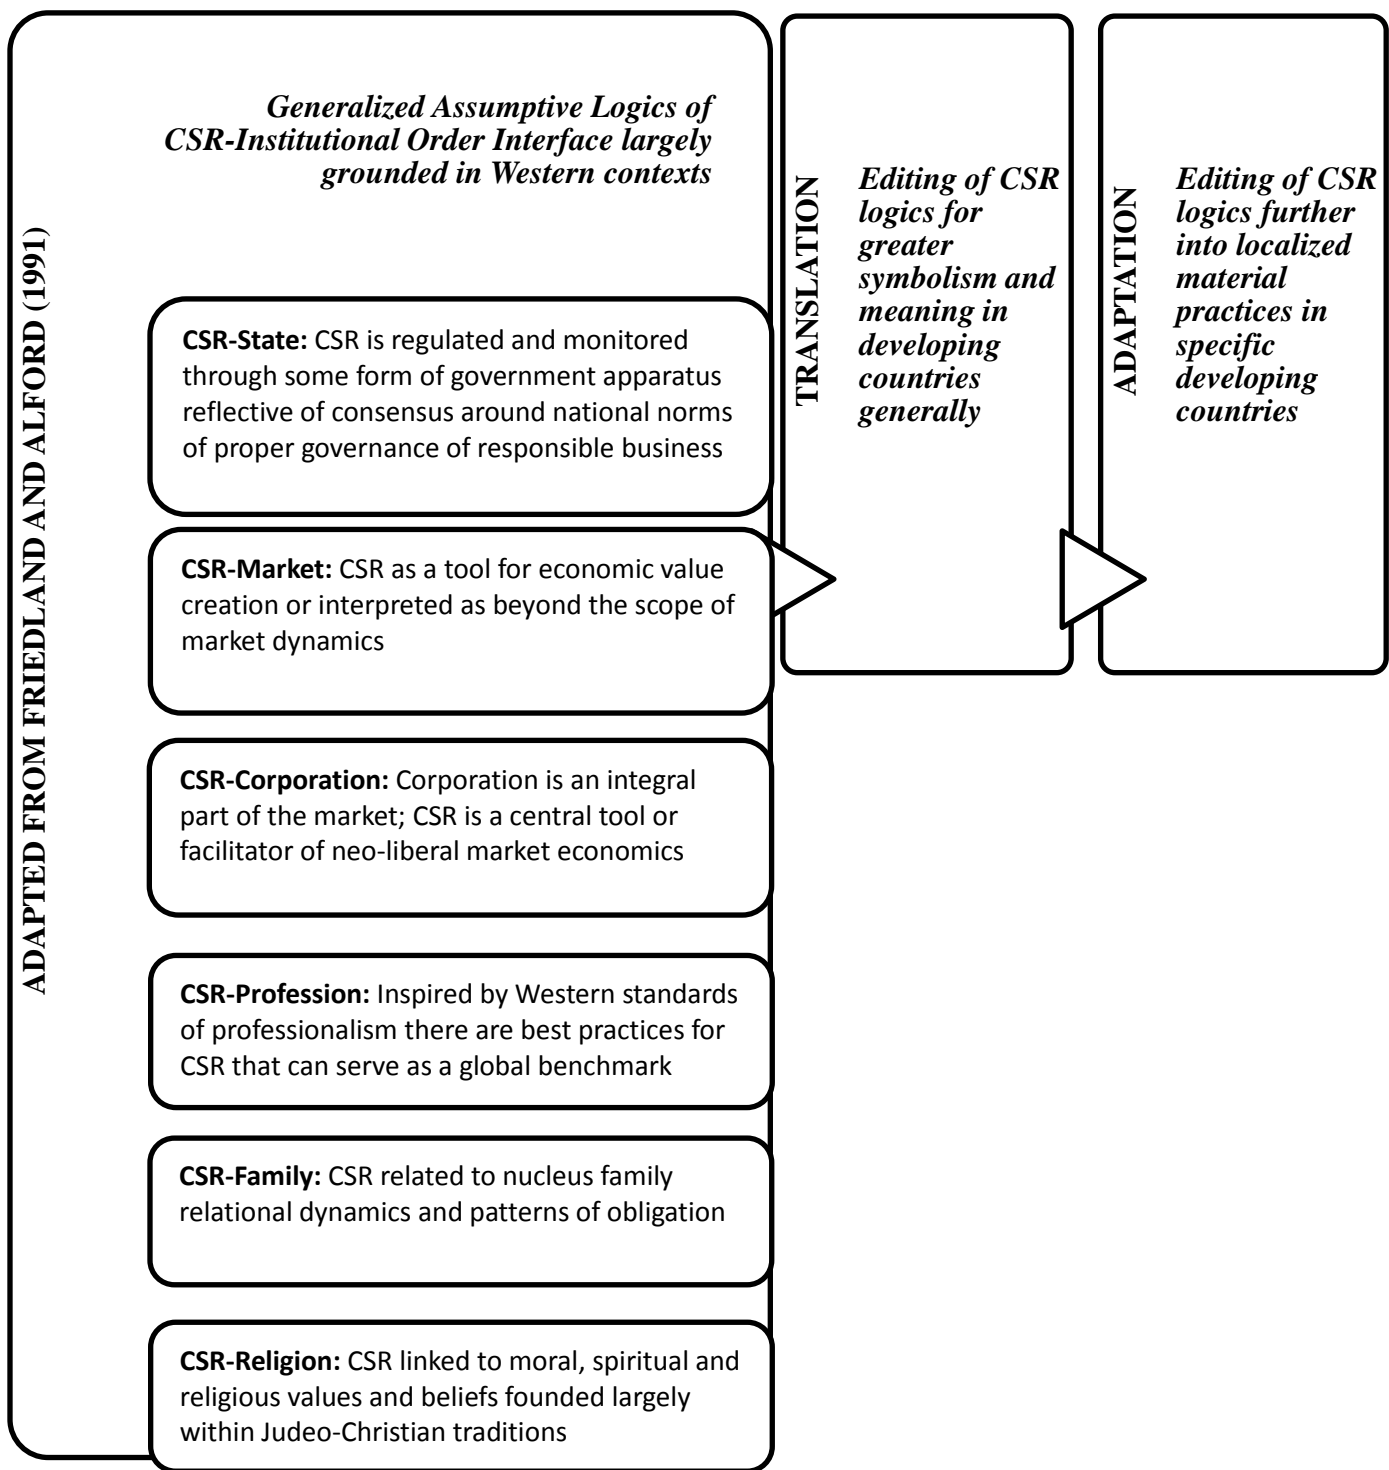 ADAPTED FROM FRIEDLAND AND ALFORD (1991)
Generalized Assumptive Logics of
CSR-Institutional Order Interface largely
grounded in Western contexts
CSR-State: CSR is regulated and monitored
through some form of government apparatus
reflective of consensus around national norms
of proper governance of responsible business
CSR-Market: CSR as a tool for economic value
creation or interpreted as beyond the scope of
market dynamics
CSR-Corporation: Corporation is an integral
part of the market; CSR is a central tool or
facilitator of neo-liberal market economics
CSR-Profession: Inspired by Western standards
of professionalism there are best practices for
CSR that can serve as a global benchmark
CSR-Family: CSR related to nucleus family
relational dynamics and patterns of obligation
CSR-Religion: CSR linked to moral, spiritual and
religious values and beliefs founded largely
within Judeo-Christian traditions
TRANSLATION
Editing of CSR
logics for
greater
symbolism and
meaning in
developing
countries
generally
ADAPTATION
Editing of CSR
logics further
into localized
material
practices in
specific
developing
countries